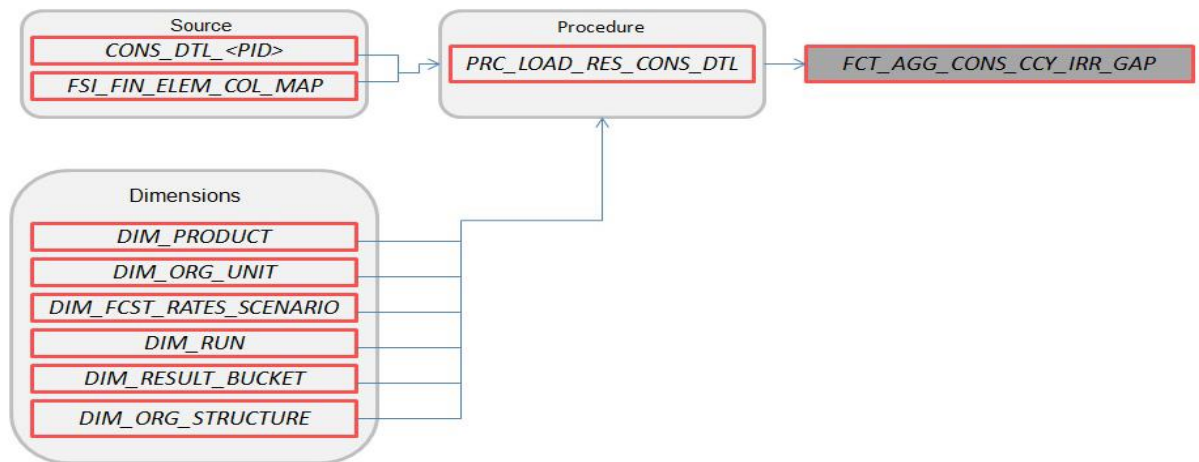 Source
CONS_DTL_<PID>
FSI_FIN_ELEM_COL_MAP
Procedure
PRC_LOAD_RES_CONS_DTL
FCT_AGG_CONS_CCY_IRR_GAP
Dimensions
DIM_PRODUCT
DIM_ORG_UNIT
DIM_FCST_RATES_SCENARIO
DIM_RUN
DIM_RESULT_BUCKET
DIM_ORG_STRUCTURE